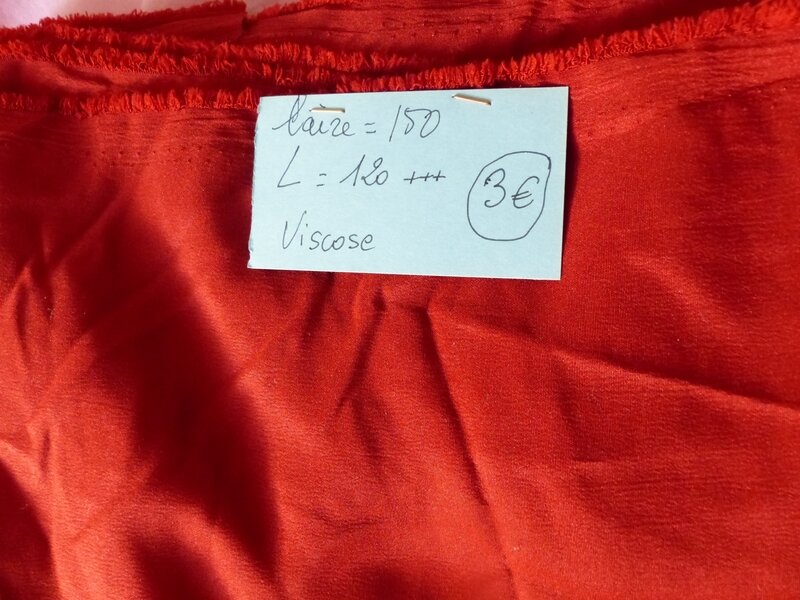 laize = 150
L = 120 +++
3€
Viscose